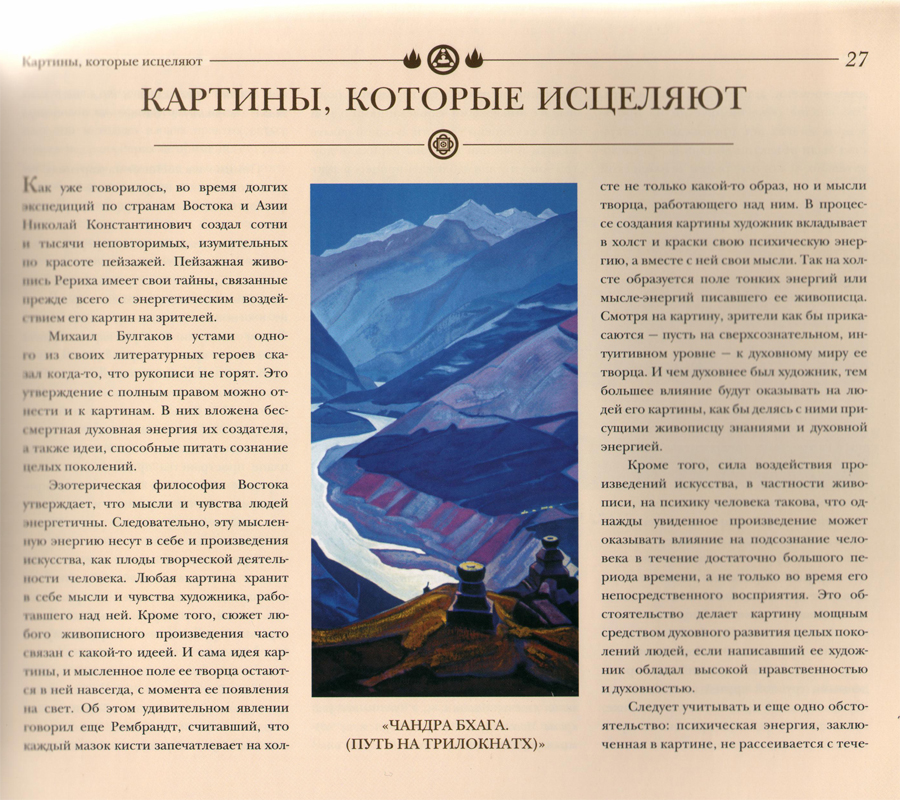 Картины, которые исцеляют
27
КАРТИНЫ, КОТОРЫЕ ИСЦЕЛЯЮТ
Как уже говорилось, во время долгих
экспедиций по странам Востока и Азии
Николай Константинович создал сотни
и тысячи неповторимых, изумительных
по красоте пейзажей. Пейзажная живо-
пись Рериха имеет свои тайны, связанные
прежде всего с энергетическим воздей-
ствием его картин на зрителей.
Михаил Булгаков устами одно-
го из своих литературных героев ска-
зал когда-то, что рукописи не горят. Это
утверждение с полным правом можно от-
нести и к картинам. В них вложена бес-
смертная духовная энергия их создателя,
а также идеи, способные питать сознание
целых поколений.
Эзотерическая философия Востока
утверждает, что мысли и чувства людей
энергетичны. Следовательно, эту мыслен-
ную энергию несут в себе и произведения
искусства, как плоды творческой деятель-
ности человека. Любая картина хранит
в себе мысли и чувства художника, рабо-
тавшего над ней. Кроме того, сюжет лю-
бого живописного произведения часто
связан с какой-то идеей. И сама идея кар-
тины, и мысленное поле ее творца остают-
ся в ней навсегда, с момента ее появления
на свет. Об этом удивительном явлении
говорил еще Рембрандт, считавший, что
каждый мазок кисти запечатлевает на хол-
«ЧАНДРА БХАГА.
(ПУТЬ НА ТРИЛОКНАТХ)»
сте не только какой-то образ, но и мысли
творца, работающего над ним. В процес-
се создания картины художник вкладывает
в холст и краски свою психическую энер-
гию, а вместе с ней свои мысли. Так на хол-
сте образуется поле тонких энергий или
мысле-энергий писавшего ее живописца.
Смотря на картину, зрители как бы прика-
саются — пусть на сверхсознательном, ин-
туитивном уровне — к духовному миру ее
творца. И чем духовнее был художник, тем
большее влияние будут оказывать на лю-
дей его картины, как бы делясь с ними при-
сущими живописцу знаниями и духовной
энергией.
Кроме того, сила воздействия про-
изведений искусства, в частности живо-
писи, на психику человека такова, что од-
нажды увиденное произведение может
оказывать влияние на подсознание чело-
века в течение достаточно большого пе-
риода времени, а не только во время его
непосредственного восприятия. Это об-
стоятельство делает картину мощным
средством духовного развития целых поко-
лений людей, если написавший ее худож-
ник обладал высокой нравственностью
и духовностью.
Следует учитывать и еще одно обсто-
ятельство: психическая энергия, заклю-
ченная в картине, не рассеивается с тече-